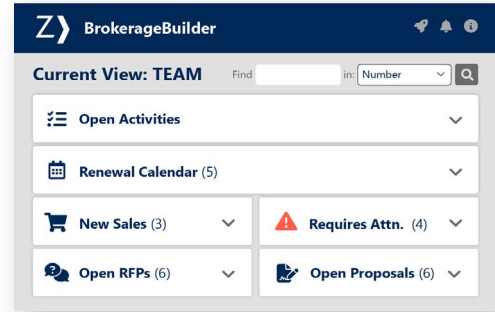 Z⟩ BrokerageBuilder
Current View: TEAM Find in: Number
Open Activities
Renewal Calendar (5)
New Sales (3) Requires Attn. (4)
Open RFPs (6) Open Proposals (6)